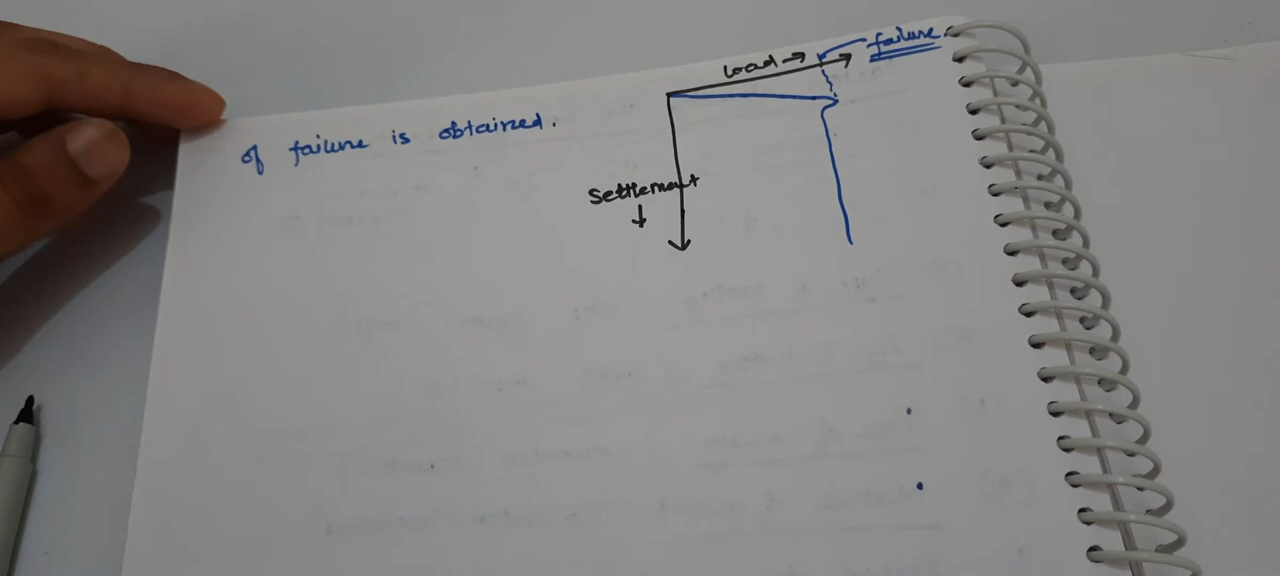 Load →
failure
of failure is obtained.
Settlement
↓